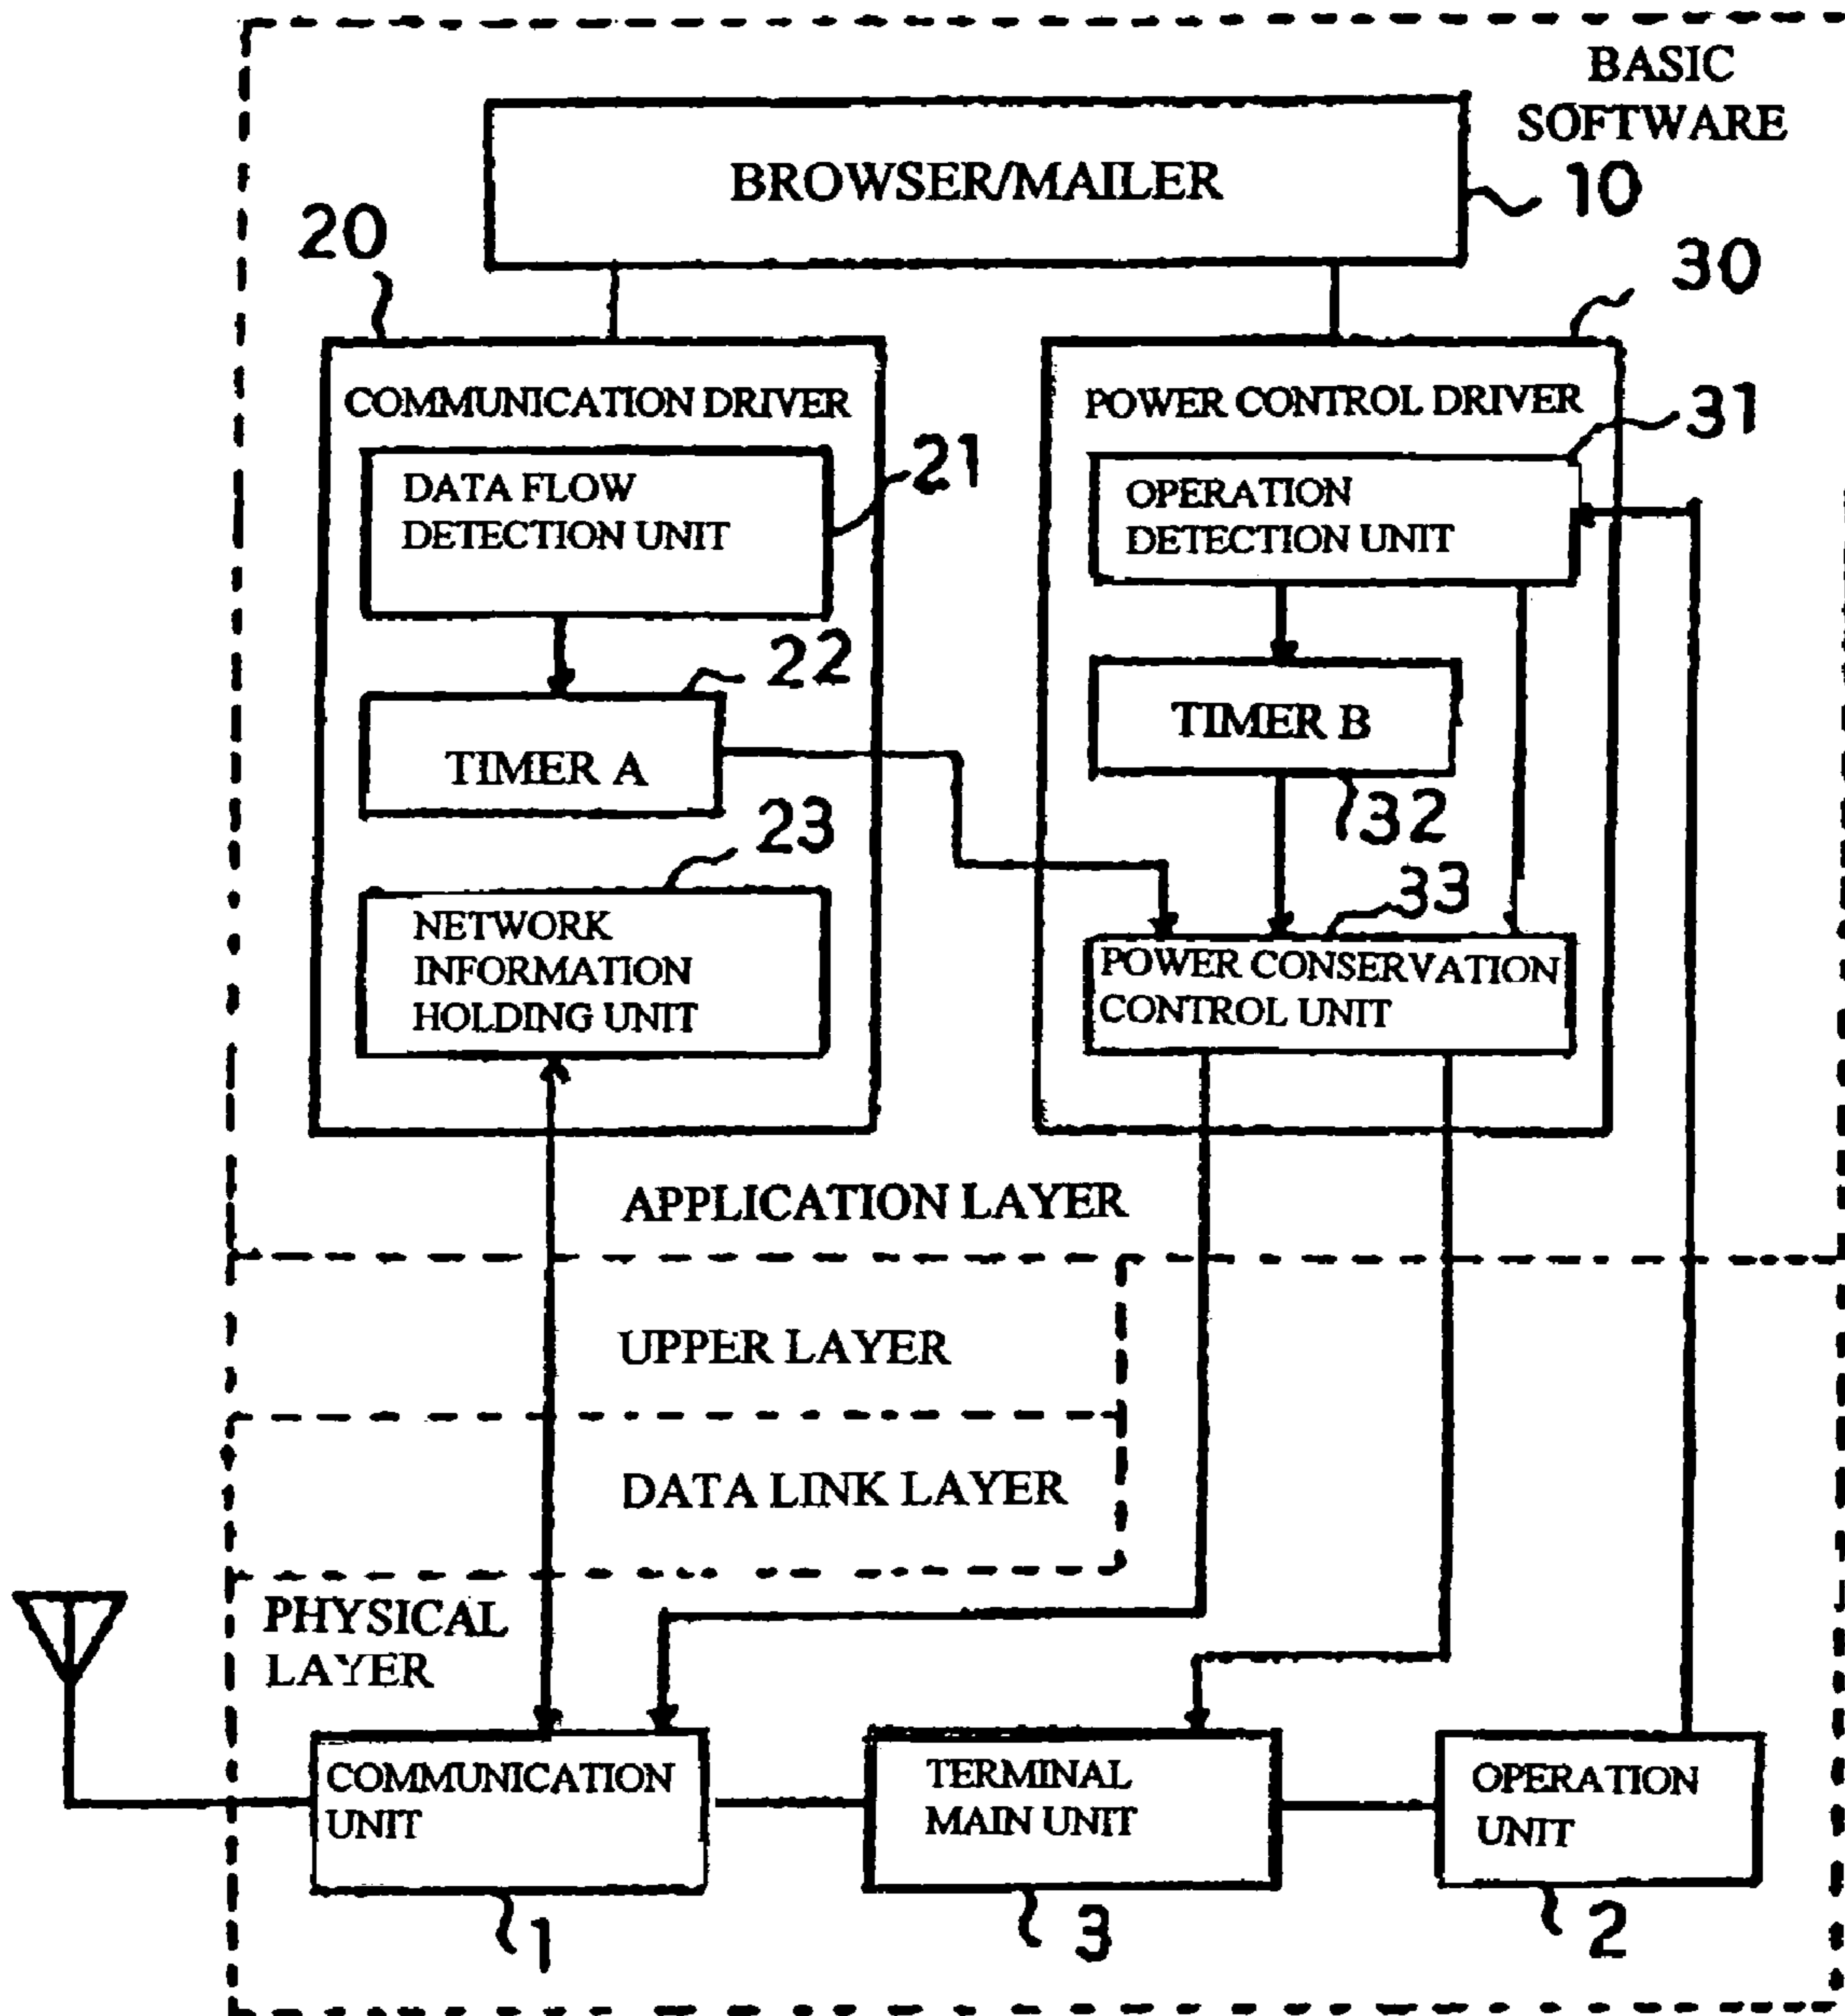 BASIC
SOFTWARE
BROWSER/MAILER
10
20
30
COMMUNICATION DRIVER
POWER CONTROL DRIVER
31
DATA FLOW
DETECTION UNIT
21
OPERATION
DETECTION UNIT
22
TIMER A
TIMER B
32
23
NETWORK
INFORMATION
HOLDING UNIT
33
POWER CONSERVATION
CONTROL UNIT
APPLICATION LAYER
UPPER LAYER
DATA LINK LAYER
PHYSICAL
LAYER
COMMUNICATION
UNIT
TERMINAL
MAIN UNIT
OPERATION
UNIT
1
3
2